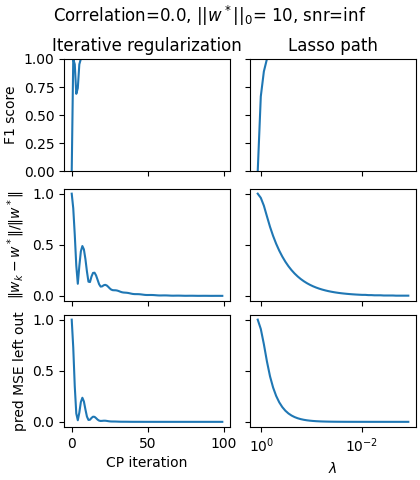 Correlation=0.0, ||w*||₀= 10, snr=inf
Iterative regularization
Lasso path
F1 score
1.00
0.75
0.50
0.25
0.00
‖wₖ − w*‖/‖w*‖
1.0
0.5
0.0
pred MSE left out
1.0
0.5
0.0
0
50
100
10⁰
10⁻²
CP iteration
λ